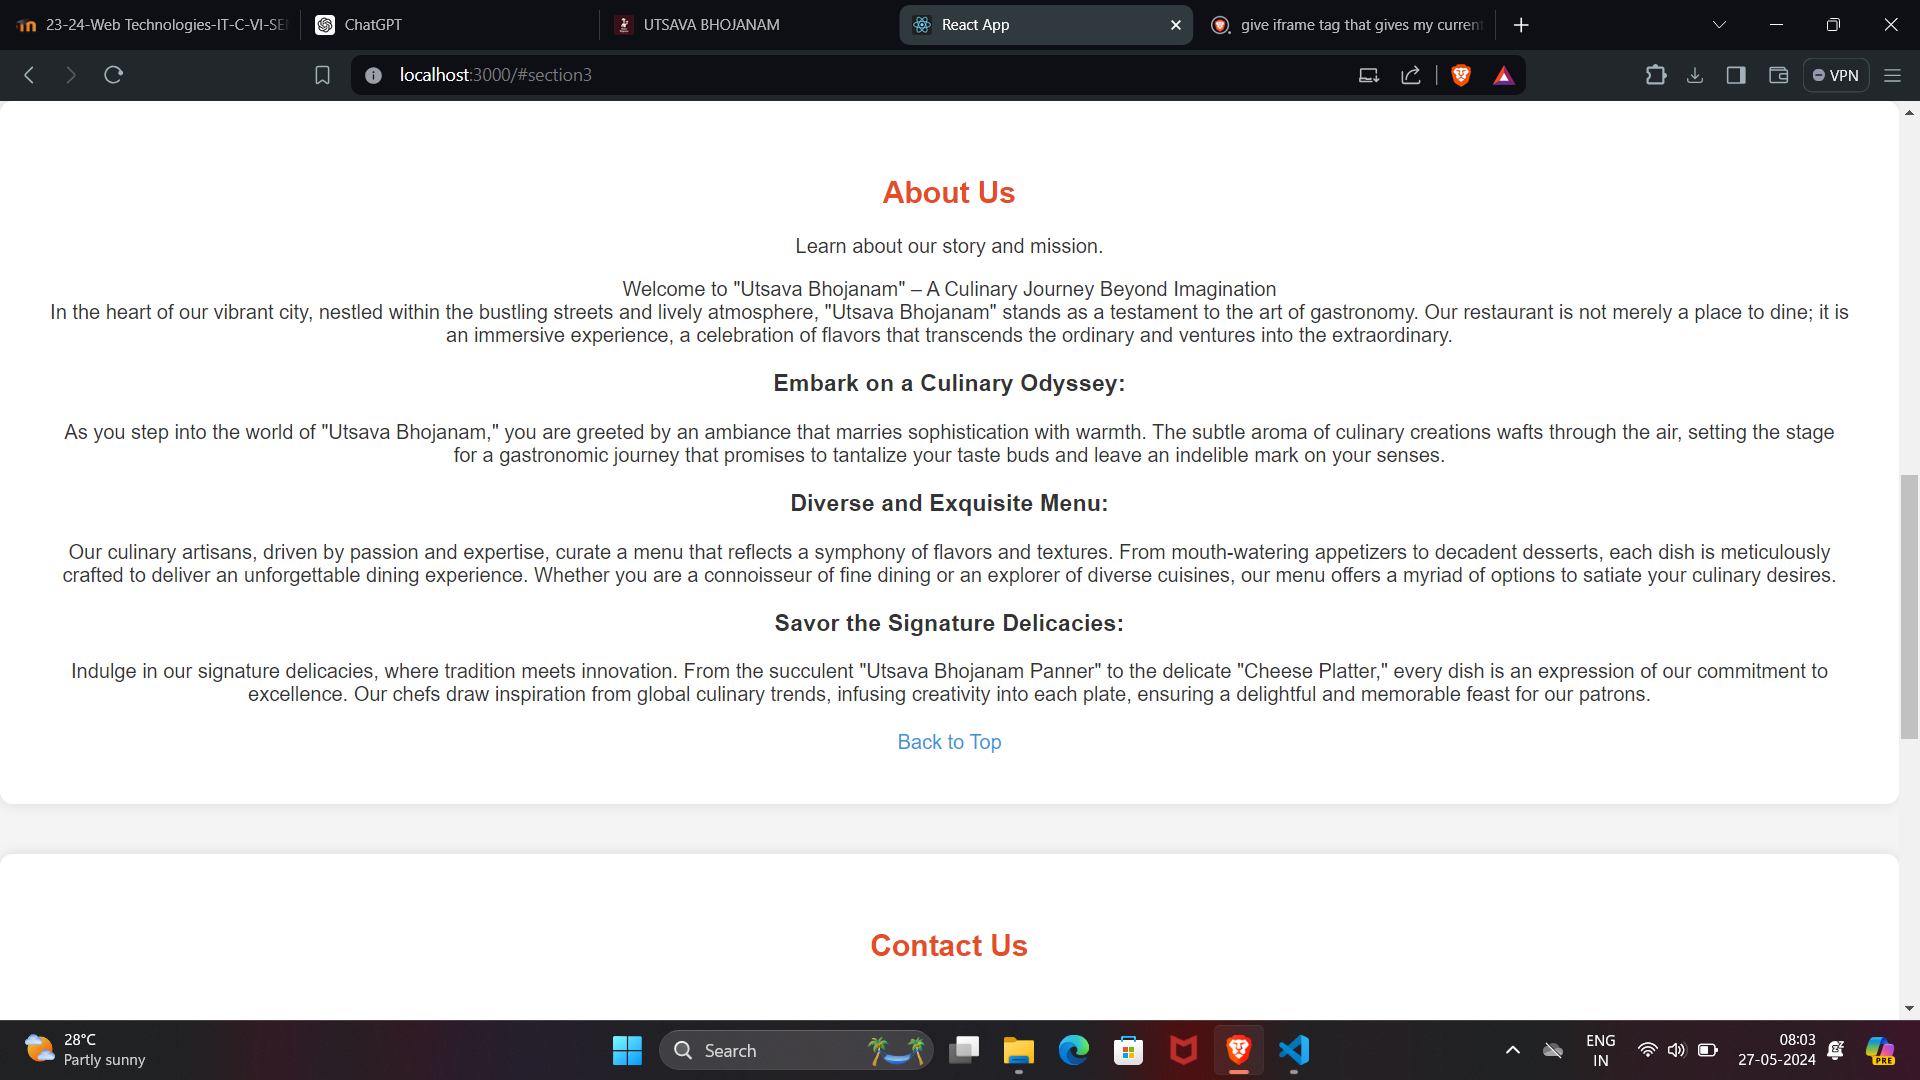 23-24-Web Technologies-IT-C-VI-SE
ChatGPT
UTSAVA BHOJANAM
React App
give iframe tag that gives my current
localhost:3000/#section3
VPN
About Us
Learn about our story and mission.
Welcome to "Utsava Bhojanam" – A Culinary Journey Beyond Imagination
In the heart of our vibrant city, nestled within the bustling streets and lively atmosphere, "Utsava Bhojanam" stands as a testament to the art of gastronomy. Our restaurant is not merely a place to dine; it is
an immersive experience, a celebration of flavors that transcends the ordinary and ventures into the extraordinary.
Embark on a Culinary Odyssey:
As you step into the world of "Utsava Bhojanam," you are greeted by an ambiance that marries sophistication with warmth. The subtle aroma of culinary creations wafts through the air, setting the stage
for a gastronomic journey that promises to tantalize your taste buds and leave an indelible mark on your senses.
Diverse and Exquisite Menu:
Our culinary artisans, driven by passion and expertise, curate a menu that reflects a symphony of flavors and textures. From mouth-watering appetizers to decadent desserts, each dish is meticulously
crafted to deliver an unforgettable dining experience. Whether you are a connoisseur of fine dining or an explorer of diverse cuisines, our menu offers a myriad of options to satiate your culinary desires.
Savor the Signature Delicacies:
Indulge in our signature delicacies, where tradition meets innovation. From the succulent "Utsava Bhojanam Panner" to the delicate "Cheese Platter," every dish is an expression of our commitment to
excellence. Our chefs draw inspiration from global culinary trends, infusing creativity into each plate, ensuring a delightful and memorable feast for our patrons.
Back to Top
Contact Us
28°C
Partly sunny
Search
ENG
IN
08:03
27-05-2024
PRE